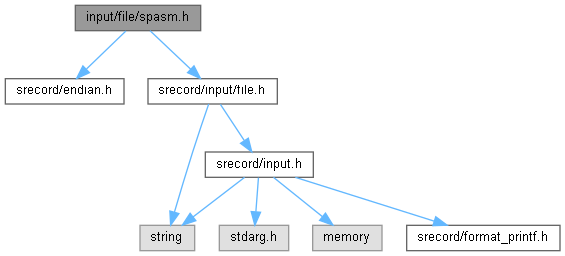 input/file/spasm.h
srecord/endian.h
srecord/input/file.h
srecord/input.h
string
stdarg.h
memory
srecord/format_printf.h